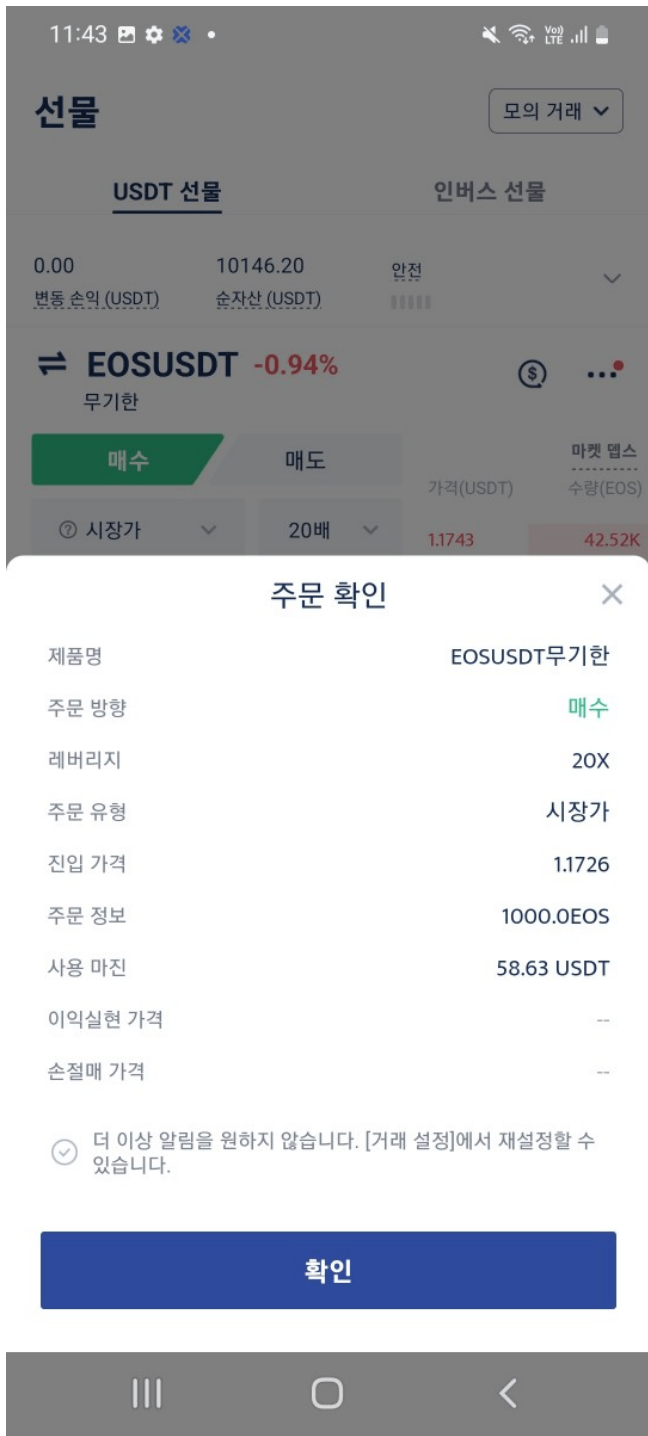 11:43
Vo)) LTE
선물
모의 거래
USDT 선물
인버스 선물
0.00
변동 손익 (USDT)
10146.20
순자산 (USDT)
안전
EOSUSDT -0.94%
무기한
매수
매도
마켓 뎁스
가격(USDT)
수량(EOS)
시장가
20배
1.1743
42.52K
주문 확인
제품명
EOSUSDT무기한
주문 방향
매수
레버리지
20X
주문 유형
시장가
진입 가격
1.1726
주문 정보
1000.0EOS
사용 마진
58.63 USDT
이익실현 가격
--
손절매 가격
--
더 이상 알림을 원하지 않습니다. [거래 설정]에서 재설정할 수
있습니다.
확인